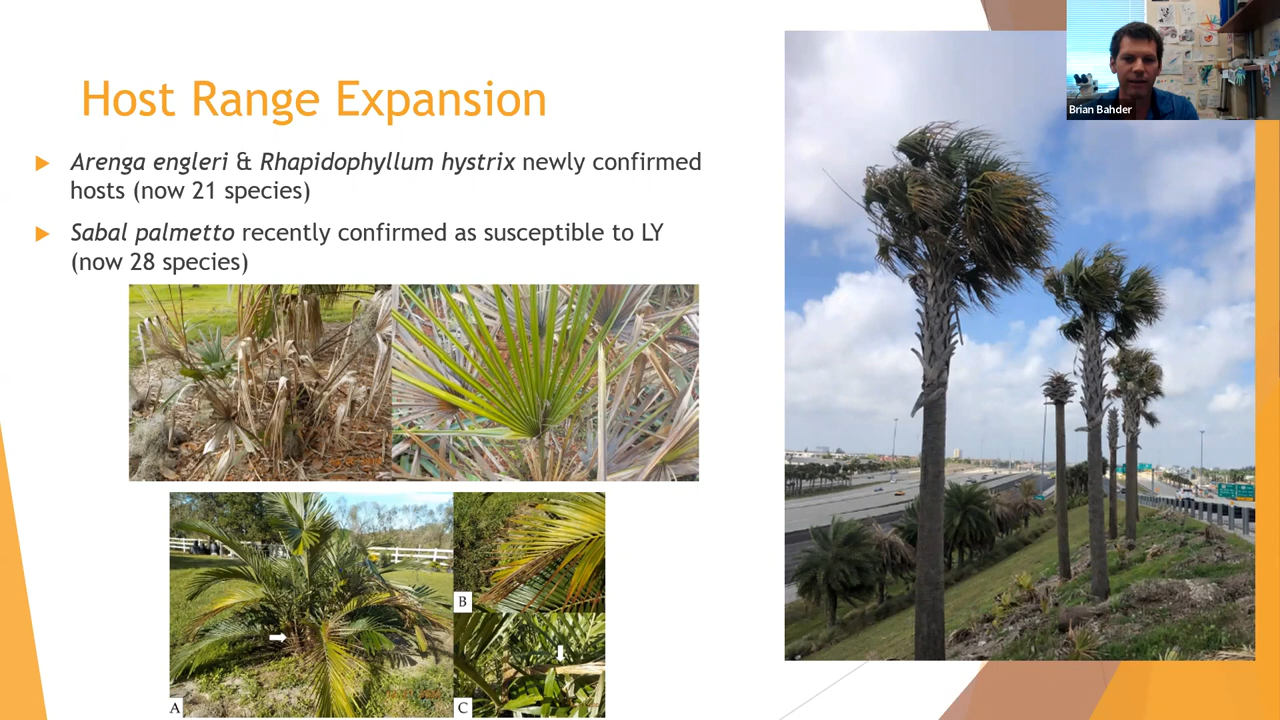 Brian Bahder
Host Range Expansion
Arenga engleri & Rhapidophyllum hystrix newly confirmed
hosts (now 21 species)
Sabal palmetto recently confirmed as susceptible to LY
(now 28 species)
A
B
C